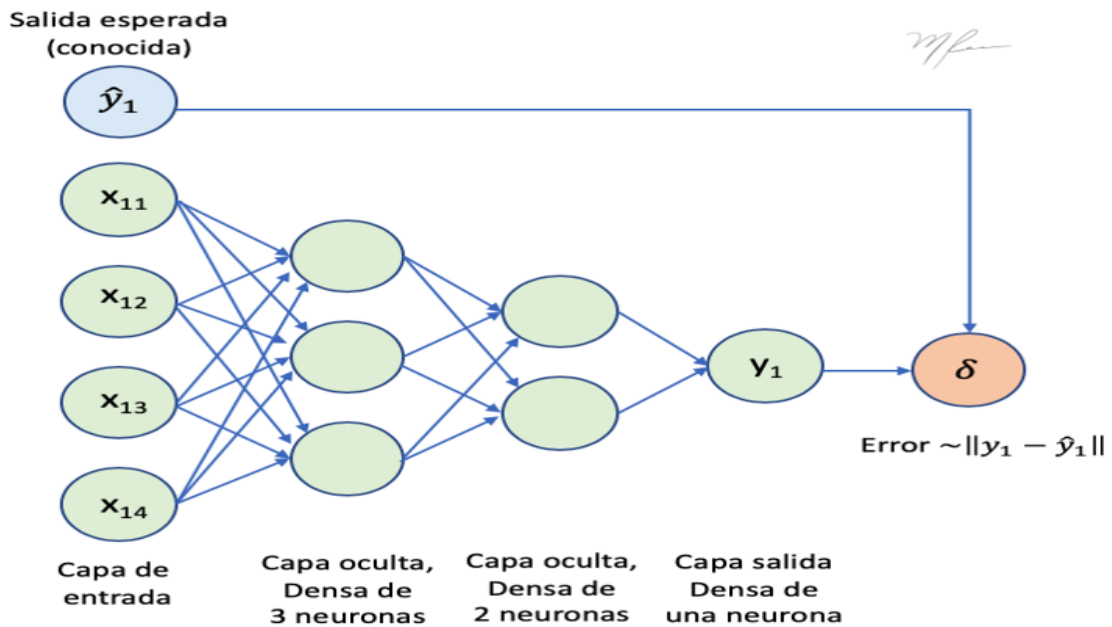 Salida esperada
(conocida)
ŷ₁
x₁₁
x₁₂
x₁₃
x₁₄
y₁
δ
Error ~||y₁ − ŷ₁||
Capa de
entrada
Capa oculta,
Densa de
3 neuronas
Capa oculta,
Densa de
2 neuronas
Capa salida
Densa de
una neurona